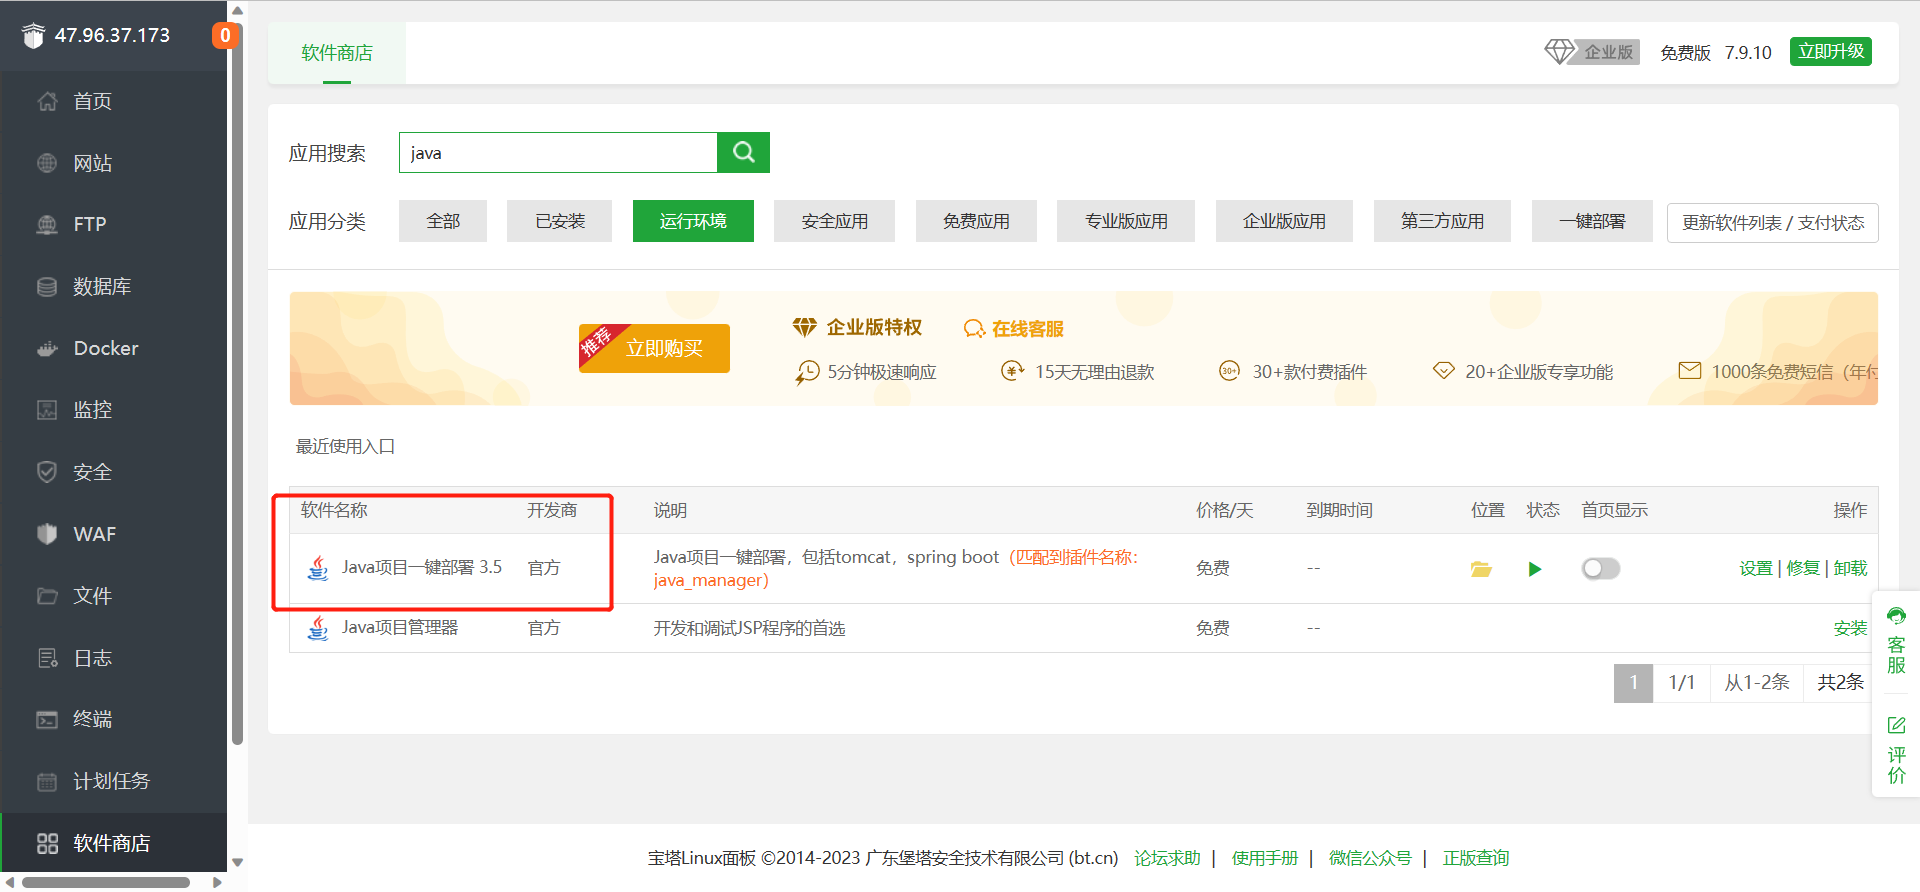 47.96.37.173
0
首页
网站
FTP
数据库
Docker
监控
安全
WAF
文件
日志
终端
计划任务
软件商店
软件商店
企业版 免费版 7.9.10 立即升级
应用搜索 java
应用分类 全部 已安装 运行环境 安全应用 免费应用 专业版应用 企业版应用 第三方应用 一键部署 更新软件列表 / 支付状态
推荐 立即购买
企业版特权 在线客服
5分钟极速响应 15天无理由退款 30+ 30+款付费插件 20+企业版专享功能 1000条免费短信（年付
最近使用入口
软件名称 开发商 说明 价格/天 到期时间 位置 状态 首页显示 操作
Java项目一键部署 3.5 官方 Java项目一键部署，包括tomcat，spring boot（匹配到插件名称：
java_manager） 免费 -- 设置 | 修复 | 卸载
Java项目管理器 官方 开发和调试JSP程序的首选 免费 -- 安装
1 1/1 从1-2条 共2条
客服
评价
宝塔Linux面板 ©2014-2023 广东堡塔安全技术有限公司 (bt.cn) 论坛求助 | 使用手册 | 微信公众号 | 正版查询